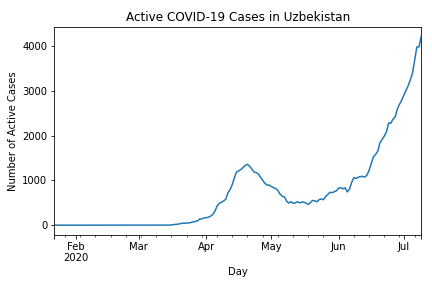 Active COVID-19 Cases in Uzbekistan
Number of Active Cases
4000
3000
2000
1000
0
Feb
2020
Mar
Apr
May
Jun
Jul
Day